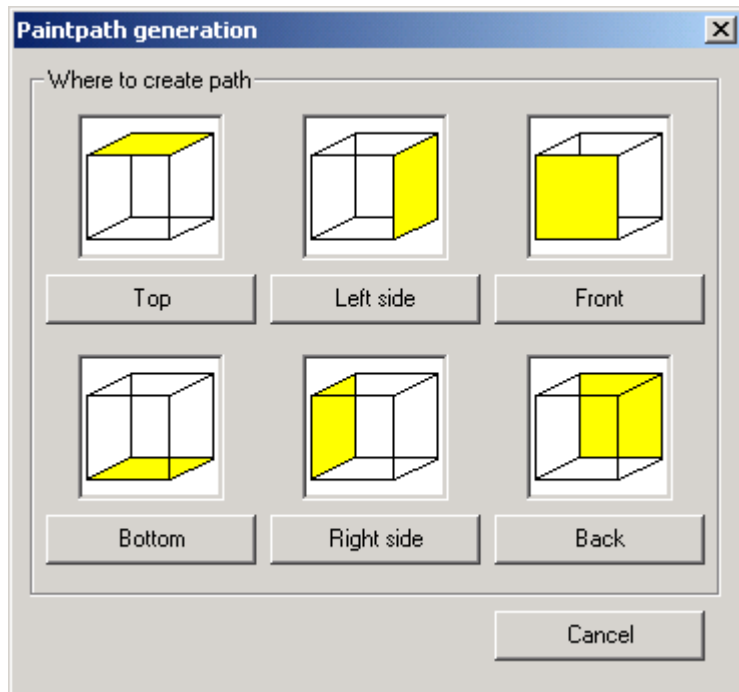 Paintpath generation
Where to create path
Top
Left side
Front
Bottom
Right side
Back
Cancel